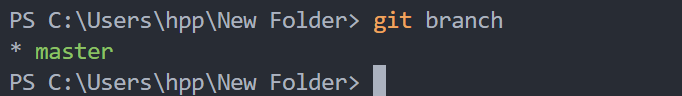 PS C:\Users\hpp\New Folder> git branch
* master
PS C:\Users\hpp\New Folder>